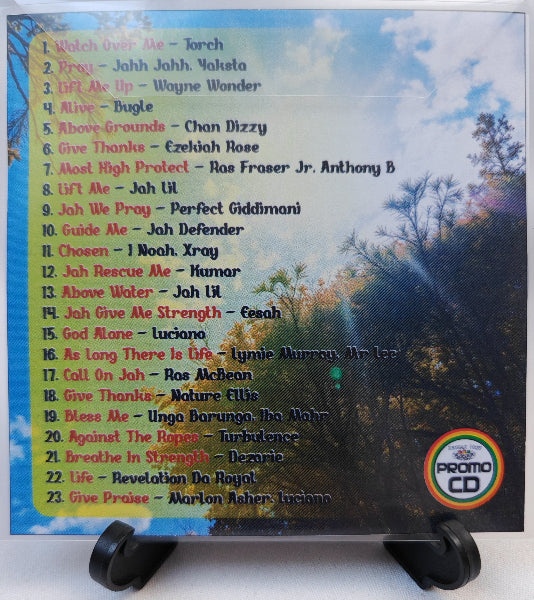 1. Watch Over Me – Torch
2. Pray – Jahh Jahh, Yaksta
3. Lift Me Up – Wayne Wonder
4. Alive – Bugle
5. Above Grounds – Chan Dizzy
6. Give Thanks – Ezekiah Rose
7. Most High Protect – Ras Fraser Jr. Anthony B
8. Lift Me – Jah Lil
9. Jah We Pray – Perfect Giddimani
10. Guide Me – Jah Defender
11. Chosen – I Noah, Xray
12. Jah Rescue Me – Kumar
13. Above Water – Jah Lil
14. Jah Give Me Strength – Eesah
15. God Alone – Luciano
16. As Long There Is Life – Lymie Murray, Mr Lee
17. Call On Jah – Ras McBean
18. Give Thanks – Nature Ellis
19. Bless Me – Unga Barunga, Iba Mahr
20. Against The Ropes – Turbulence
21. Breathe In Strength – Dezarie
22. Life – Revelation Da Royal
23. Give Praise – Marlon Asher, Luciano
PROMO
CD